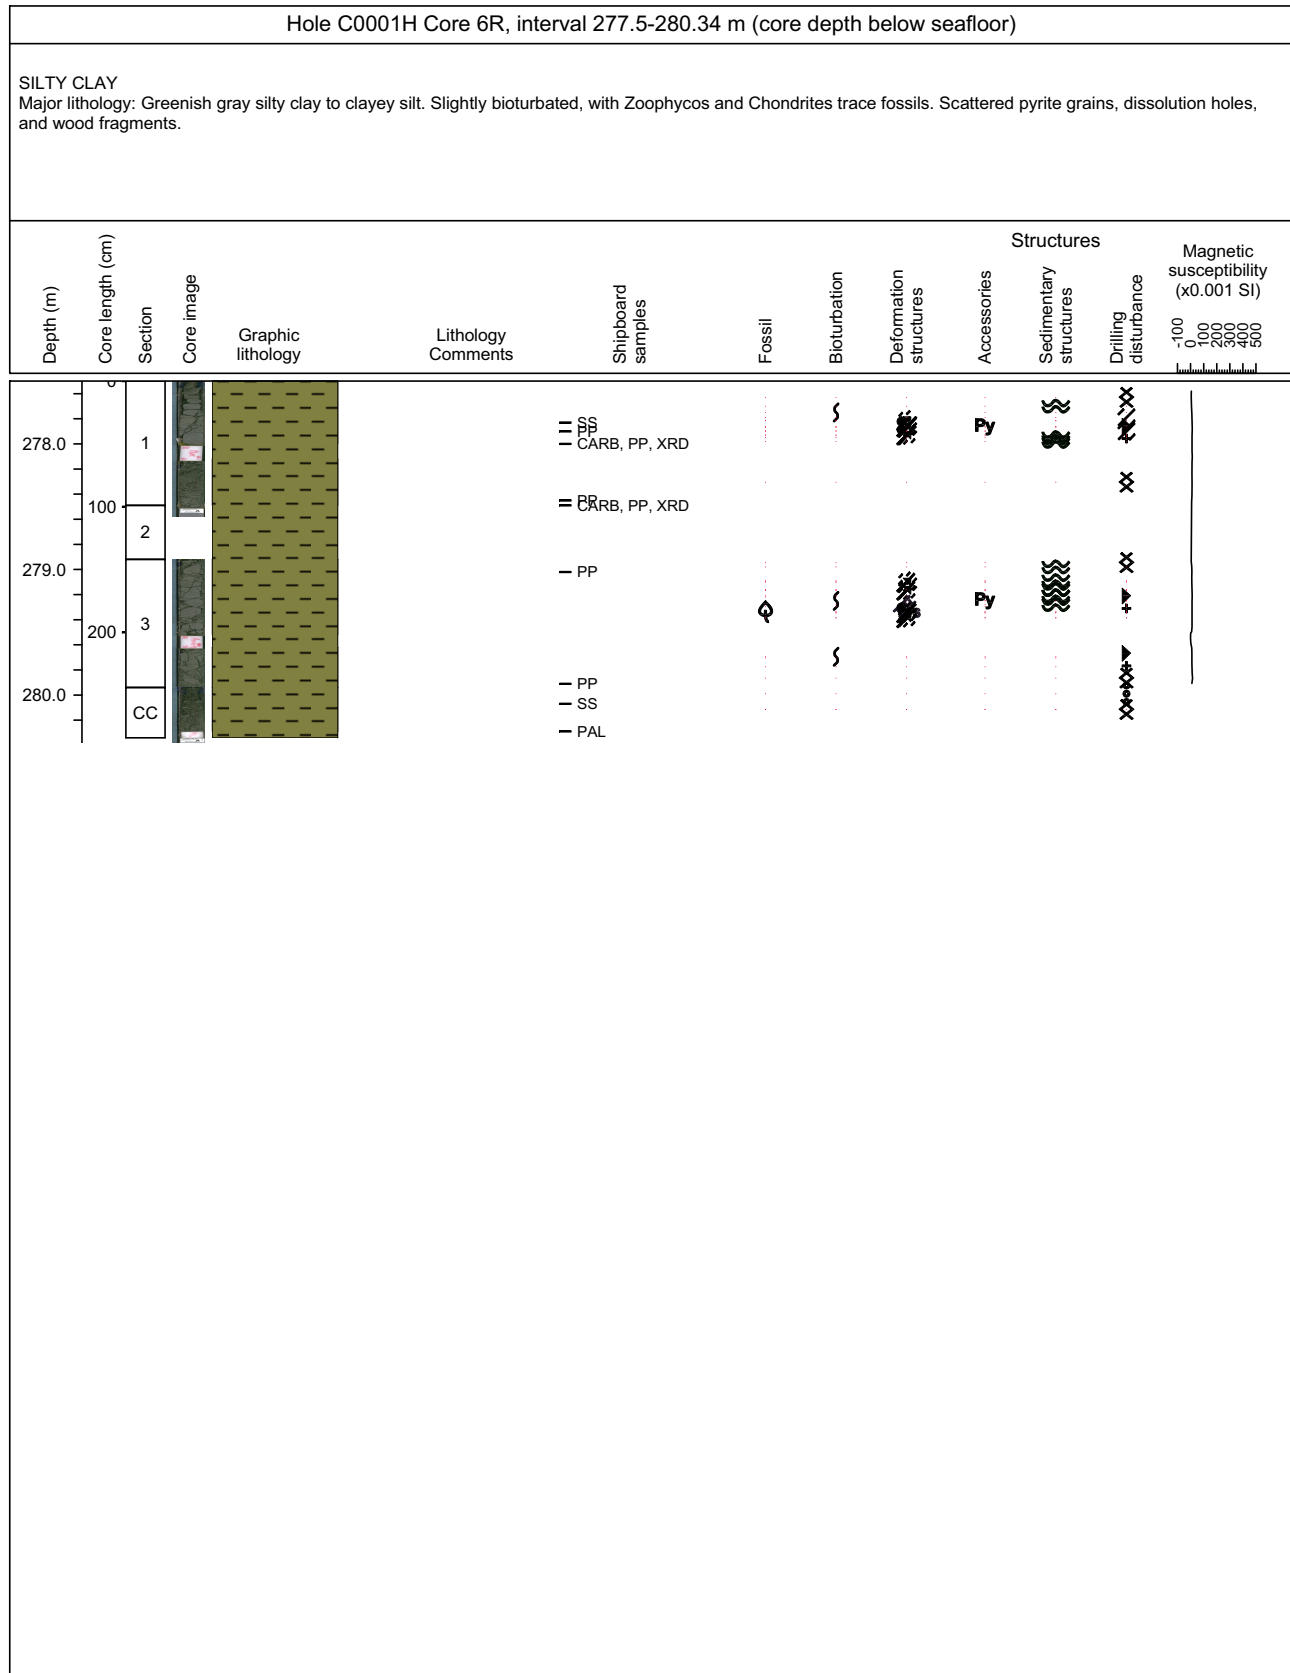 Hole C0001H Core 6R, interval 277.5-280.34 m (core depth below seafloor)
SILTY CLAY
Major lithology: Greenish gray silty clay to clayey silt. Slightly bioturbated, with Zoophycos and Chondrites trace fossils. Scattered pyrite grains, dissolution holes,
and wood fragments.
Depth (m)
Core length (cm)
Section
Core image
Graphic
lithology
Lithology
Comments
Shipboard
samples
Fossil
Bioturbation
Deformation
structures
Accessories
Structures
Sedimentary
structures
Drilling
disturbance
Magnetic
susceptibility
(x0.001 SI)
-100
0
100
200
300
400
500
0
SS
PP
Py
278.0
1
CARB, PP, XRD
PP
100
CARB, PP, XRD
2
279.0
PP
Py
200
3
PP
280.0
SS
CC
PAL